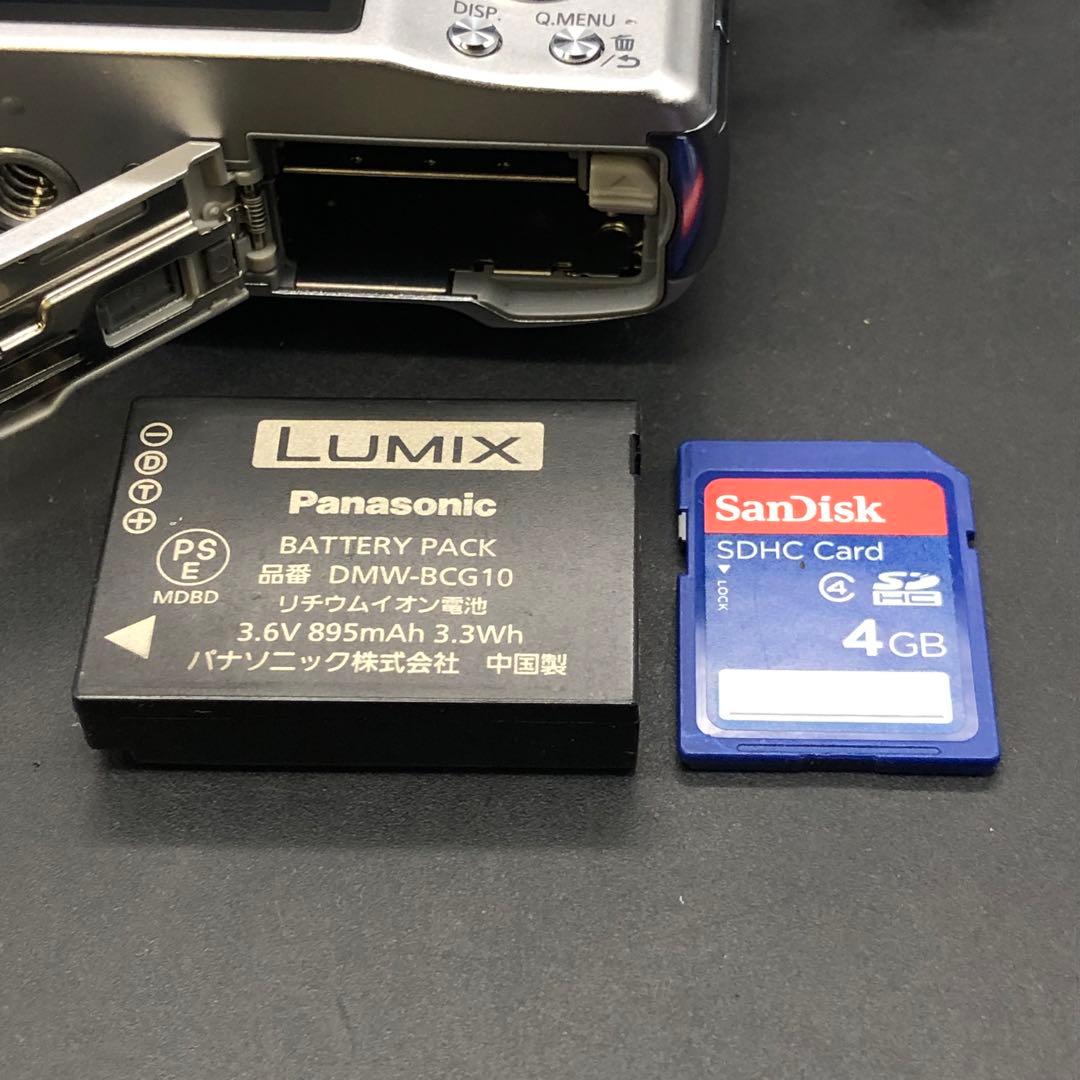 DISP.
Q.MENU
LUMIX
Panasonic
BATTERY PACK
品番 DMW-BCG10
リチウムイオン電池
3.6V 895mAh 3.3Wh
パナソニック株式会社 中国製
−
D
T
+
PS
E
MDBD
SanDisk
SDHC Card
LOCK
4
SD
HC
4GB